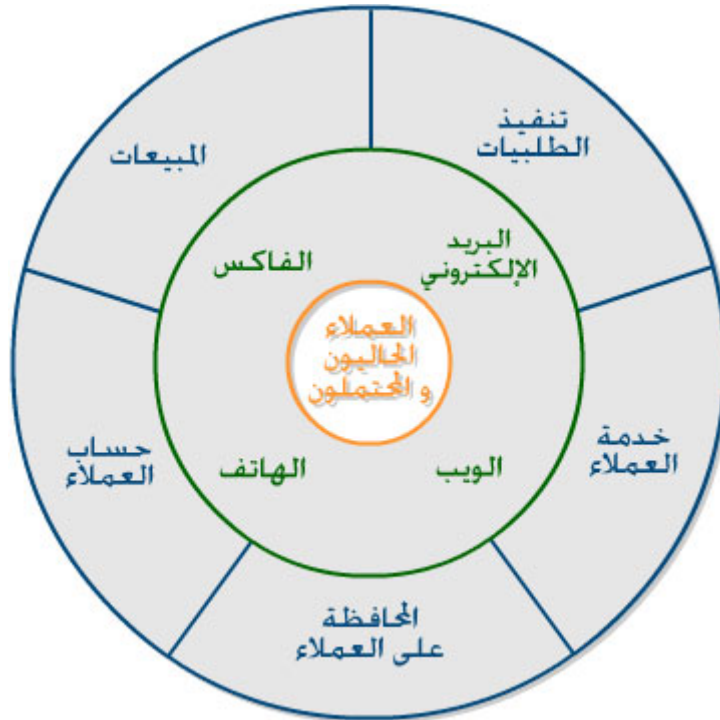 تنفيذ
الطلبيات
المبيعات
البريد
الإلكتروني
الفاكس
العملاء
الحاليون
و المحتملون
خدمة
العملاء
حساب
العملاء
الويب
الهاتف
المحافظة
على العملاء